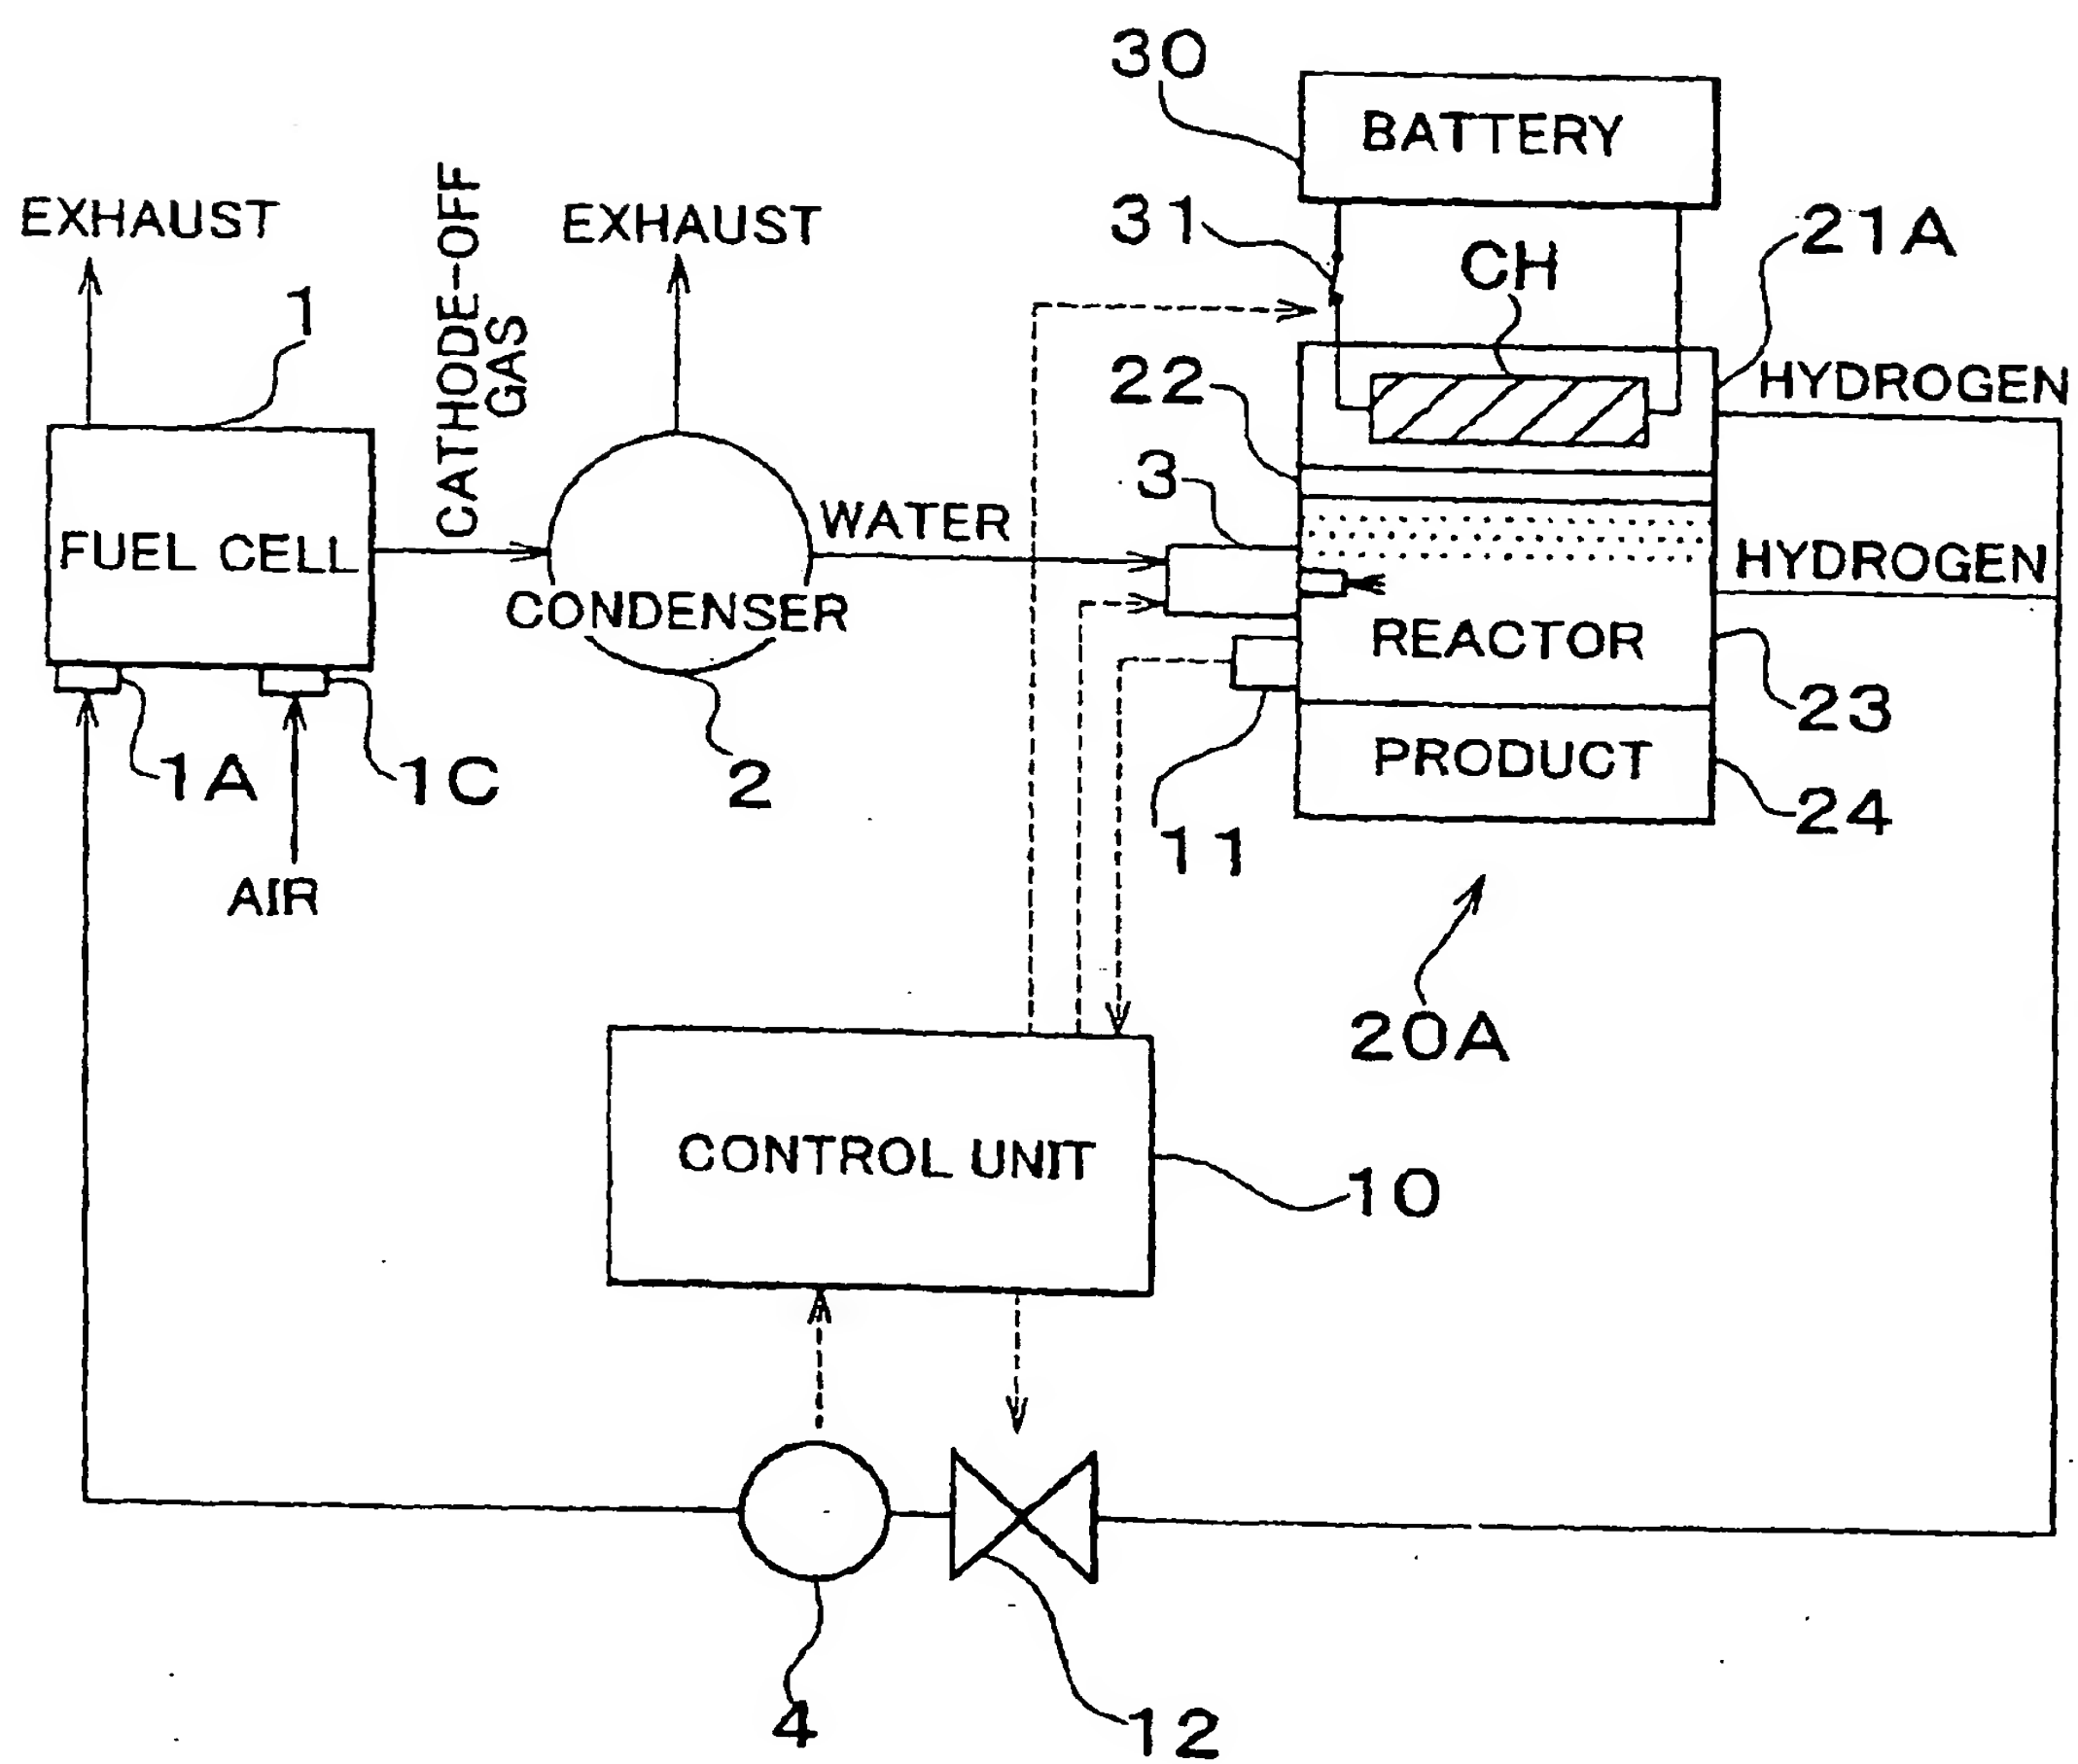 30
BATTERY
EXHAUST
CATHODE-OFF
GAS
EXHAUST
31
CH
21A
1
22
HYDROGEN
3
WATER
FUEL CELL
HYDROGEN
CONDENSER
REACTOR
23
1A
1C
2
PRODUCT
24
11
AIR
20A
CONTROL UNIT
10
4
12